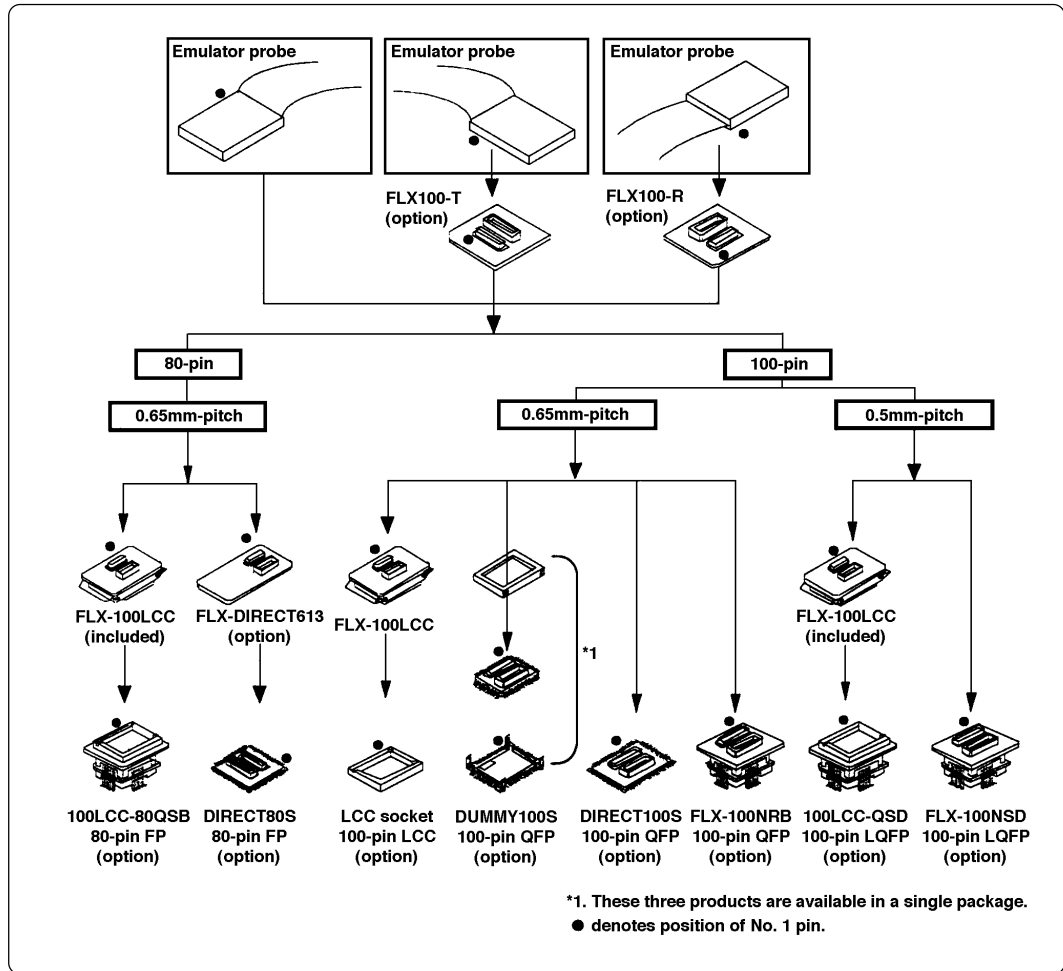 Emulator probe
Emulator probe
Emulator probe
FLX100-T
(option)
FLX100-R
(option)
80-pin
100-pin
0.65mm-pitch
0.65mm-pitch
0.5mm-pitch
FLX-100LCC
(included)
FLX-DIRECT613
(option)
FLX-100LCC
*1
FLX-100LCC
(included)
100LCC-80QSB
80-pin FP
(option)
DIRECT80S
80-pin FP
(option)
LCC socket
100-pin LCC
(option)
DUMMY100S
100-pin QFP
(option)
DIRECT100S
100-pin QFP
(option)
FLX-100NRB
100-pin QFP
(option)
100LCC-QSD
100-pin LQFP
(option)
FLX-100NSD
100-pin LQFP
(option)
*1. These three products are available in a single package.
● denotes position of No. 1 pin.